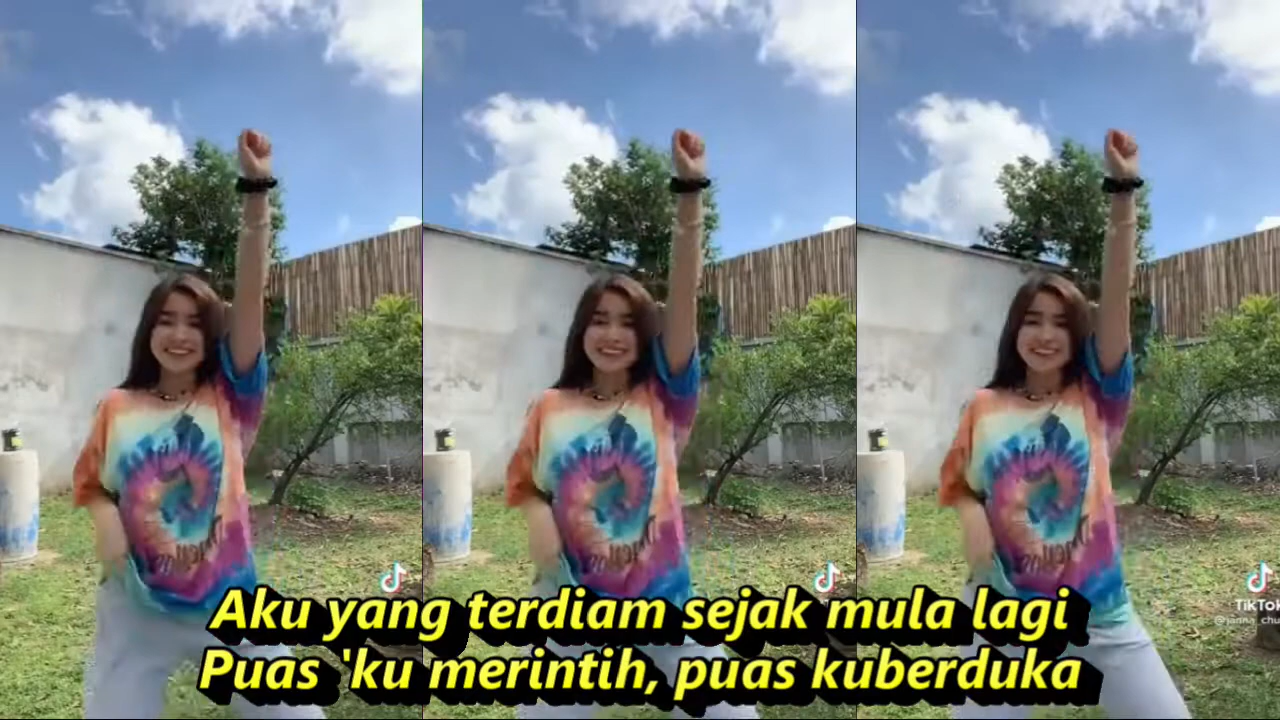 Aku yang terdiam sejak mula lagi
Puas 'ku merintih, puas kuberduka
TikTok